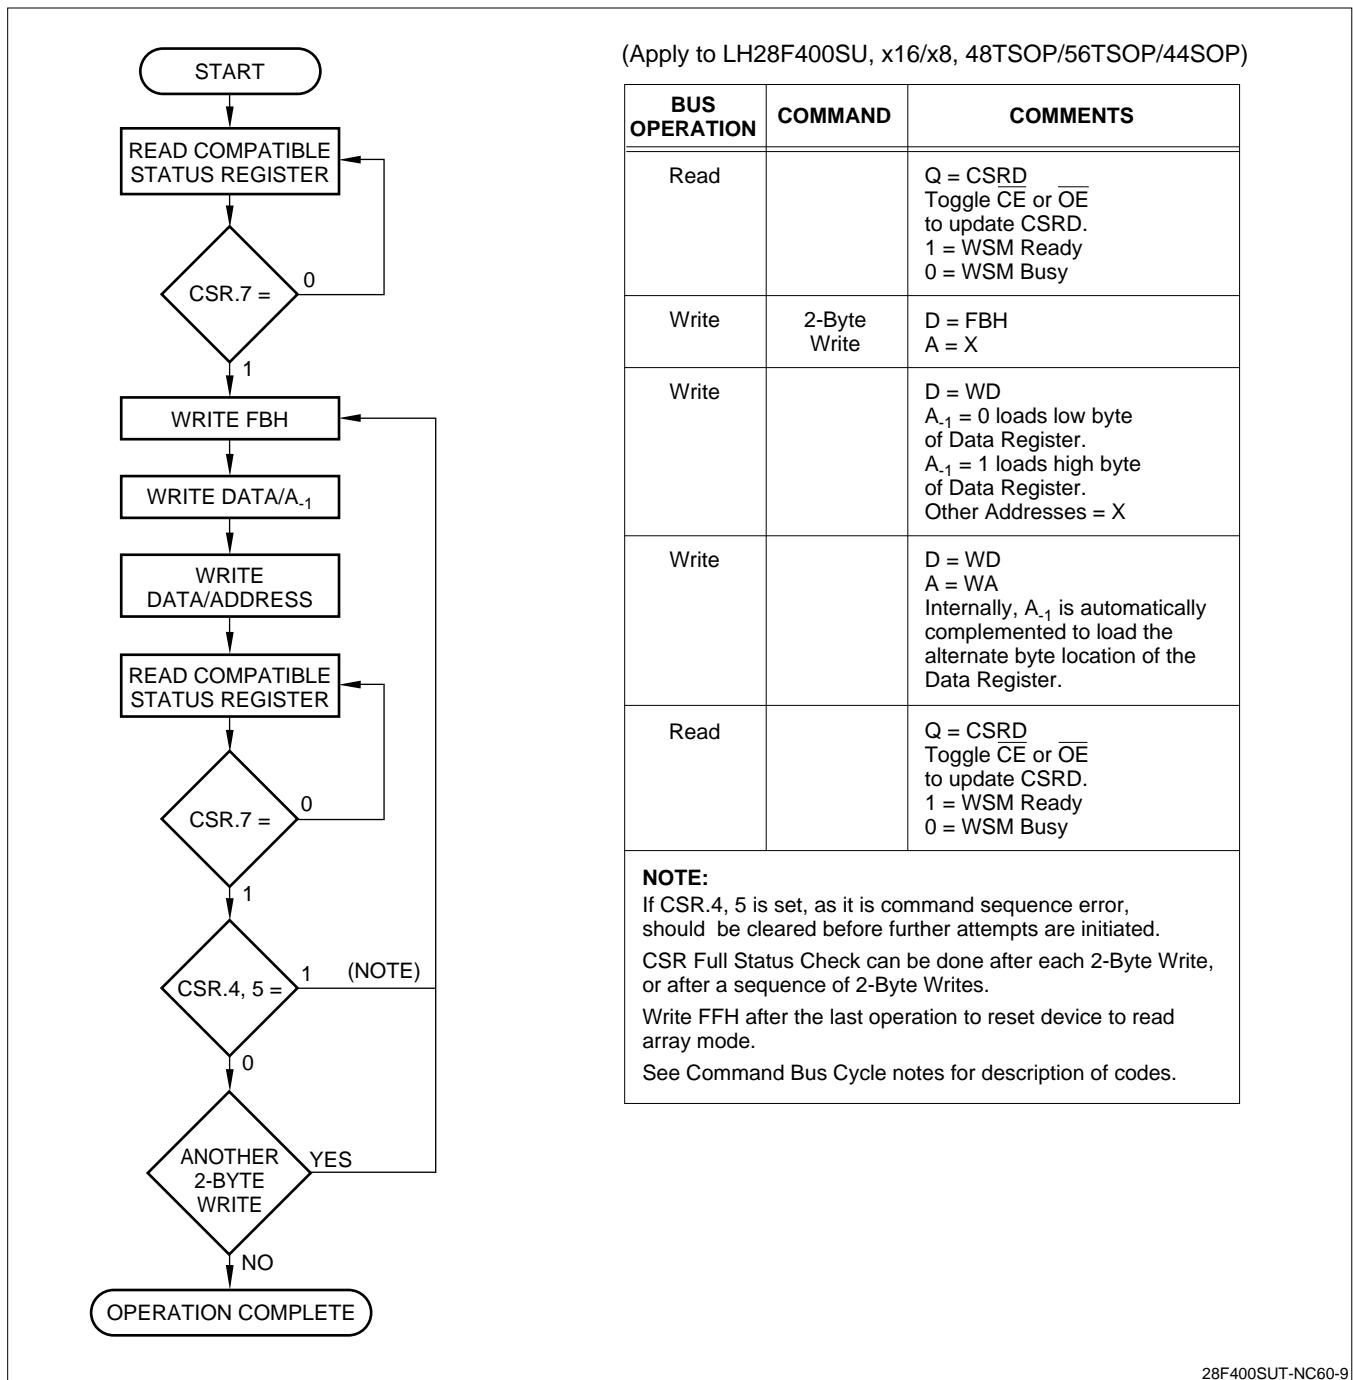 START
READ COMPATIBLE
STATUS REGISTER
CSR.7 =
0
1
WRITE FBH
WRITE DATA/A-1
WRITE
DATA/ADDRESS
READ COMPATIBLE
STATUS REGISTER
CSR.7 =
0
1
CSR.4, 5 =
1
(NOTE)
0
ANOTHER
2-BYTE
WRITE
YES
NO
OPERATION COMPLETE
(Apply to LH28F400SU, x16/x8, 48TSOP/56TSOP/44SOP)
BUS
OPERATION
COMMAND
COMMENTS
Read
Q = CSRD
Toggle C̅E̅ or O̅E̅
to update CSRD.
1 = WSM Ready
0 = WSM Busy
Write
2-Byte
Write
D = FBH
A = X
Write
D = WD
A-1 = 0 loads low byte
of Data Register.
A-1 = 1 loads high byte
of Data Register.
Other Addresses = X
Write
D = WD
A = WA
Internally, A-1 is automatically
complemented to load the
alternate byte location of the
Data Register.
Read
Q = CSRD
Toggle C̅E̅ or O̅E̅
to update CSRD.
1 = WSM Ready
0 = WSM Busy
NOTE:
If CSR.4, 5 is set, as it is command sequence error,
should be cleared before further attempts are initiated.
CSR Full Status Check can be done after each 2-Byte Write,
or after a sequence of 2-Byte Writes.
Write FFH after the last operation to reset device to read
array mode.
See Command Bus Cycle notes for description of codes.
28F400SUT-NC60-9